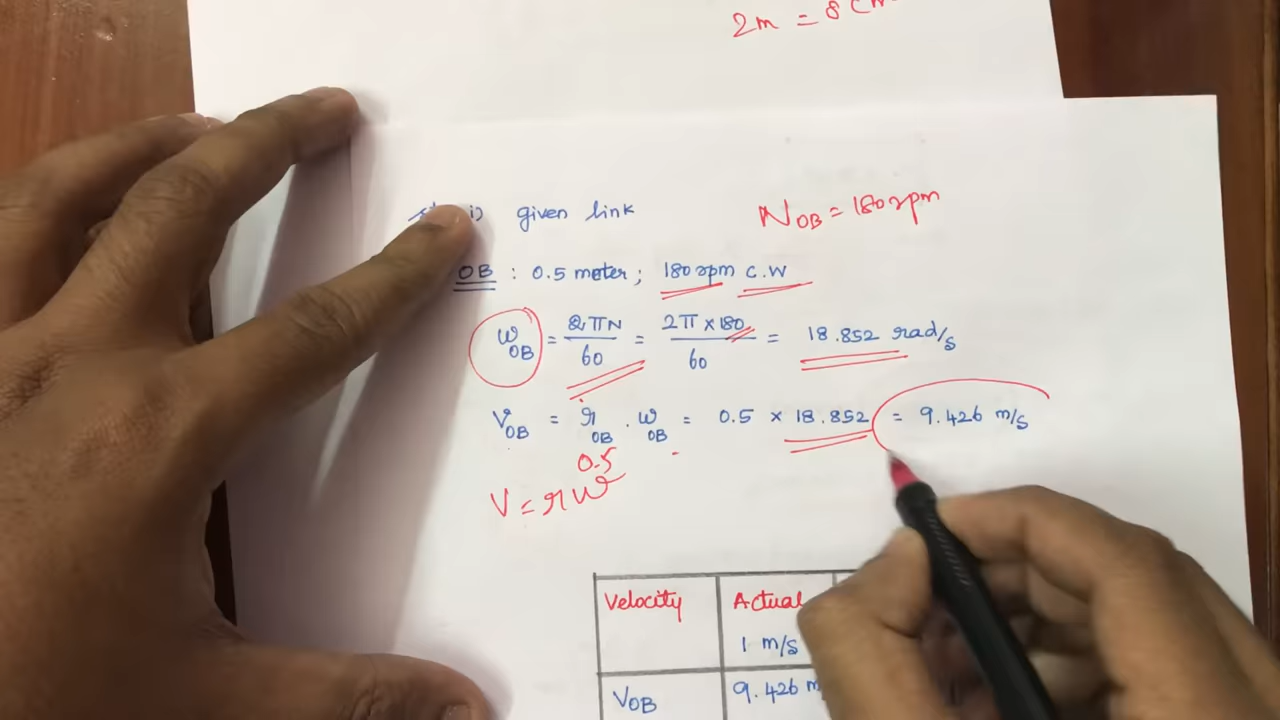 2m = 8 cm
i) given link
N OB = 180 rpm
OB : 0.5 meter; 180 rpm C.W
ω OB = 2πN / 60 = 2π × 180 / 60 = 18.852 rad/s
V OB = r OB . ω OB = 0.5 × 18.852 = 9.426 m/s
0.5
V = rω
Velocity Actual
1 m/s
VOB 9.426 m